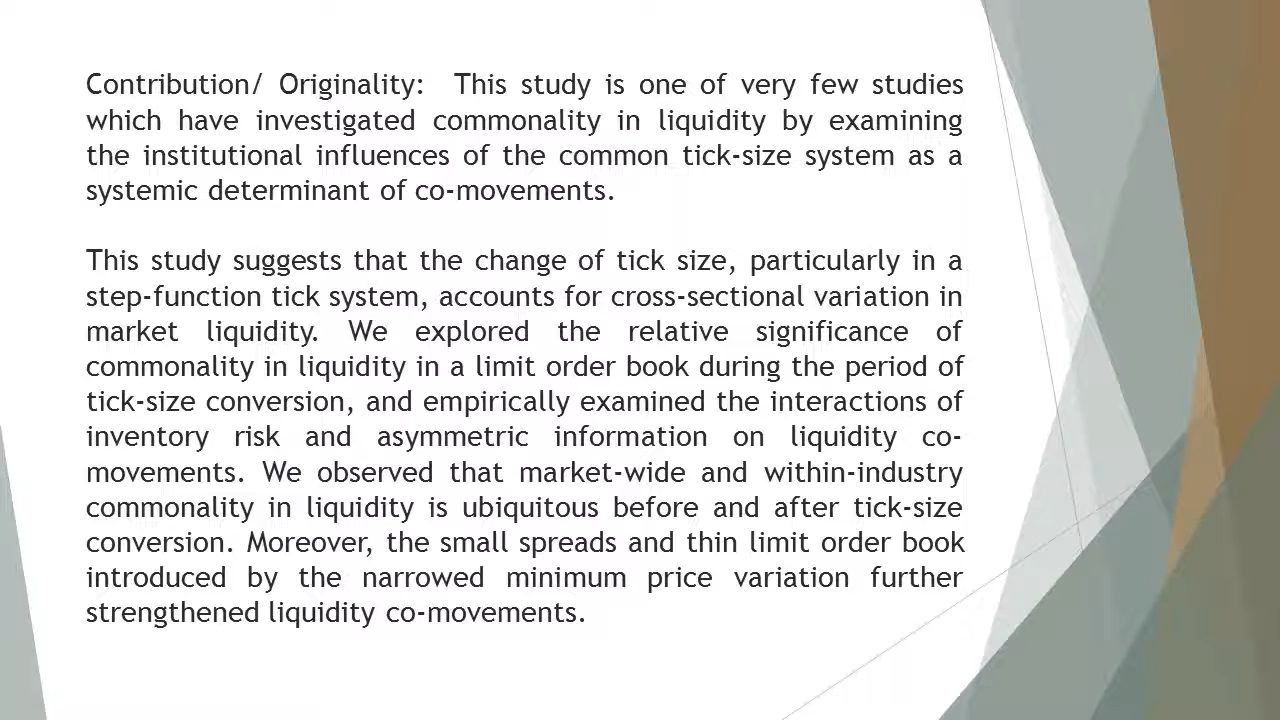 Contribution/ Originality: This study is one of very few studies
which have investigated commonality in liquidity by examining
the institutional influences of the common tick-size system as a
systemic determinant of co-movements.
This study suggests that the change of tick size, particularly in a
step-function tick system, accounts for cross-sectional variation in
market liquidity. We explored the relative significance of
commonality in liquidity in a limit order book during the period of
tick-size conversion, and empirically examined the interactions of
inventory risk and asymmetric information on liquidity co-
movements. We observed that market-wide and within-industry
commonality in liquidity is ubiquitous before and after tick-size
conversion. Moreover, the small spreads and thin limit order book
introduced by the narrowed minimum price variation further
strengthened liquidity co-movements.